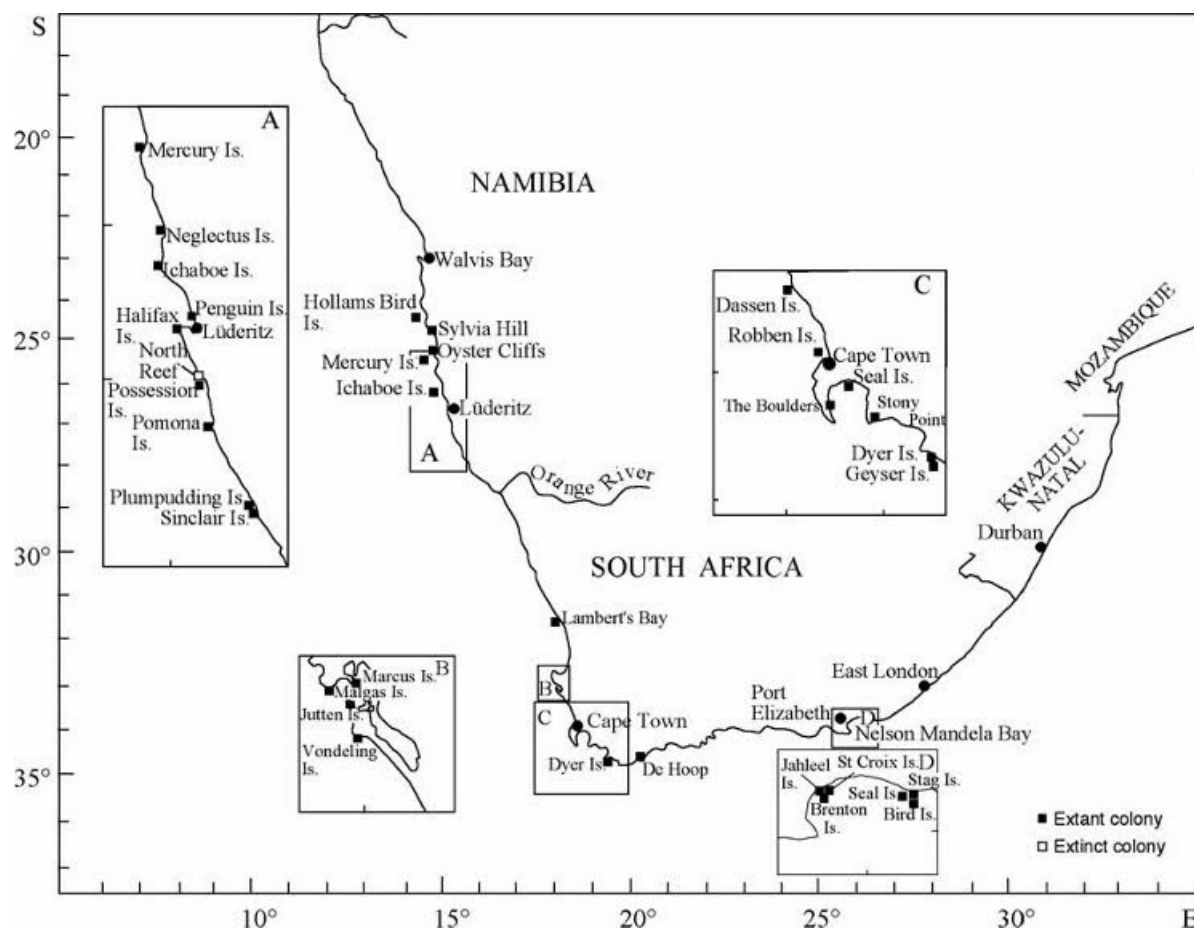 S
20°
25°
30°
35°
10°
15°
20°
25°
30°
E
NAMIBIA
Walvis Bay
Hollams Bird
Is.
Sylvia Hill
Oyster Cliffs
Mercury Is.
Ichaboe Is.
Lüderitz
A
Orange River
SOUTH AFRICA
Lambert's Bay
B
C
Cape Town
Dyer Is.
De Hoop
Port
Elizabeth
D
Nelson Mandela Bay
East London
Durban
KWAZULU-
NATAL
MOZAMBIQUE
A
Mercury Is.
Neglectus Is.
Ichaboe Is.
Penguin Is.
Halifax
Is.
Lüderitz
North
Reef
Possession
Is.
Pomona
Is.
Plumpudding Is.
Sinclair Is.
B
Marcus Is.
Malgas Is.
Jutten Is.
Vondeling
Is.
C
Dassen Is.
Robben Is.
Cape Town
Seal Is.
The Boulders
Stony
Point
Dyer Is.
Geyser Is.
St Croix Is.
D
Jahleel
Is.
Stag Is.
Seal Is.
Brenton
Is.
Bird Is.
Extant colony
Extinct colony